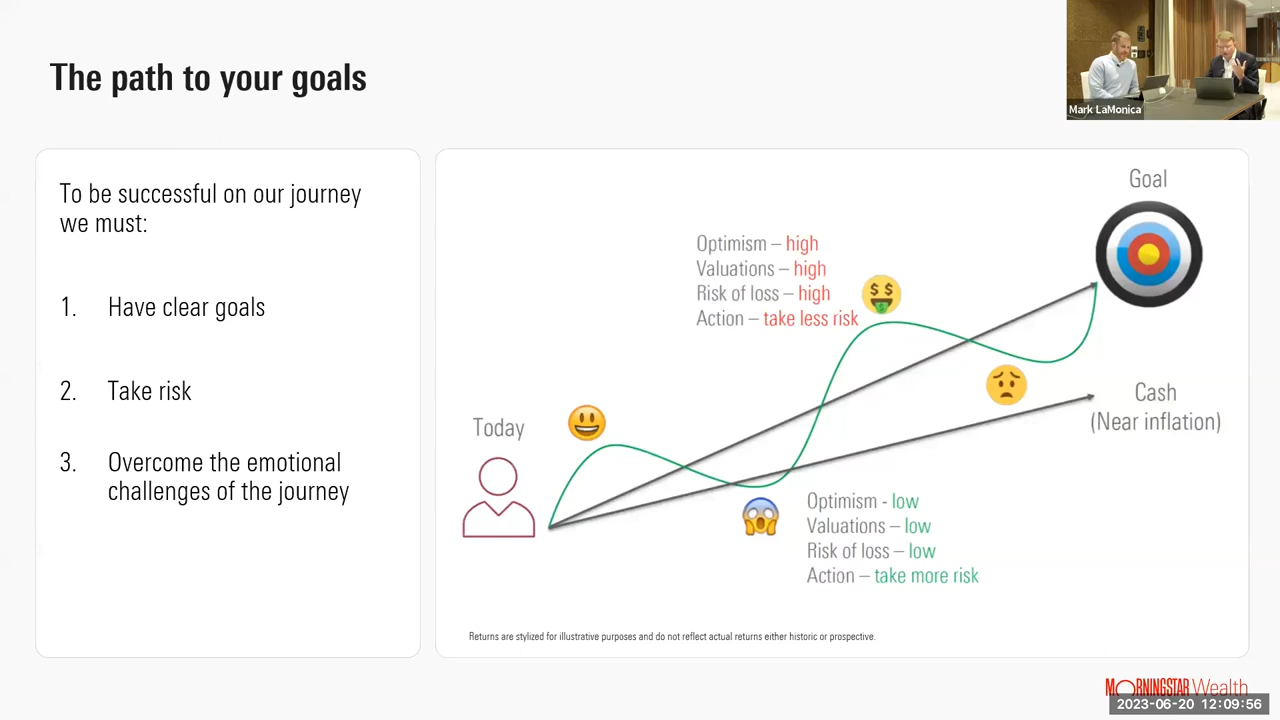 The path to your goals
Mark LaMonica
To be successful on our journey
we must:
1. Have clear goals
2. Take risk
3. Overcome the emotional
challenges of the journey
Goal
Optimism – high
Valuations – high
Risk of loss – high
Action – take less risk
Today
Cash
(Near inflation)
Optimism - low
Valuations – low
Risk of loss – low
Action – take more risk
Returns are stylized for illustrative purposes and do not reflect actual returns either historic or prospective.
MORNINGSTAR Wealth
2023-06-20 12:09:56